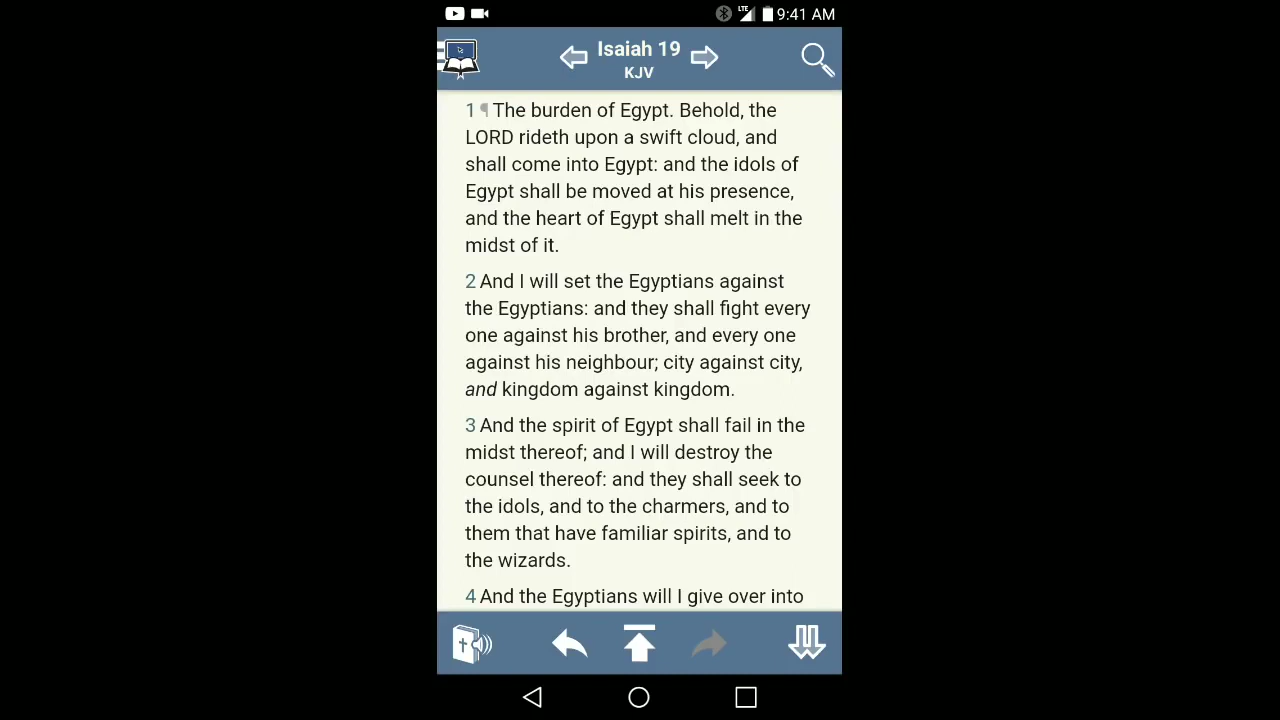 LTE 9:41 AM
Isaiah 19
KJV
1 ¶ The burden of Egypt. Behold, the
LORD rideth upon a swift cloud, and
shall come into Egypt: and the idols of
Egypt shall be moved at his presence,
and the heart of Egypt shall melt in the
midst of it.
2 And I will set the Egyptians against
the Egyptians: and they shall fight every
one against his brother, and every one
against his neighbour; city against city,
and kingdom against kingdom.
3 And the spirit of Egypt shall fail in the
midst thereof; and I will destroy the
counsel thereof: and they shall seek to
the idols, and to the charmers, and to
them that have familiar spirits, and to
the wizards.
4 And the Egyptians will I give over into